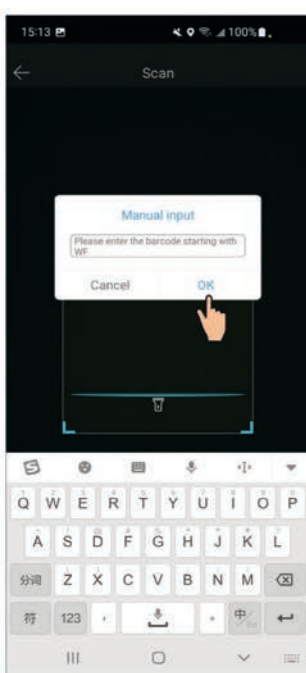 15:13 100%
Scan
Manual input
Please enter the barcode starting with
WF
Cancel OK
Q W E R T Y U I O P
A S D F G H J K L
分词 Z X C V B N M
符 123 , 。 中/En